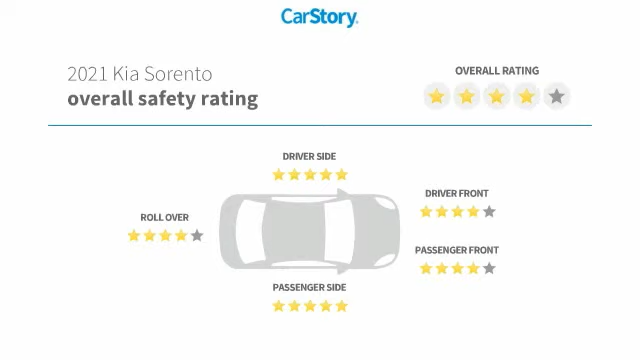 CarStory
2021 Kia Sorento
overall safety rating
OVERALL RATING
DRIVER SIDE
DRIVER FRONT
ROLL OVER
PASSENGER FRONT
PASSENGER SIDE